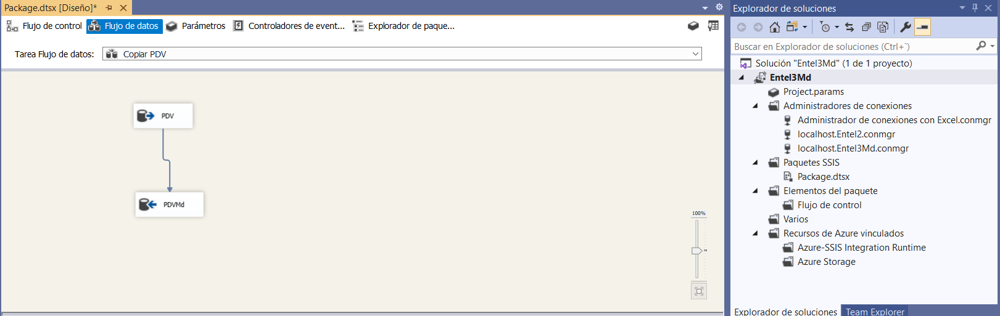 Package.dtsx [Diseño]*
Flujo de control
Flujo de datos
Parámetros
Controladores de event...
Explorador de paque...
Tarea Flujo de datos:
Copiar PDV
PDV
PDVMd
100%
Explorador de soluciones
Buscar en Explorador de soluciones (Ctrl+`)
Solución "Entel3Md" (1 de 1 proyecto)
Entel3Md
Project.params
Administradores de conexiones
Administrador de conexiones con Excel.conmgr
localhost.Entel2.conmgr
localhost.Entel3Md.conmgr
Paquetes SSIS
Package.dtsx
Elementos del paquete
Flujo de control
Varios
Recursos de Azure vinculados
Azure-SSIS Integration Runtime
Azure Storage
Explorador de soluciones
Team Explorer